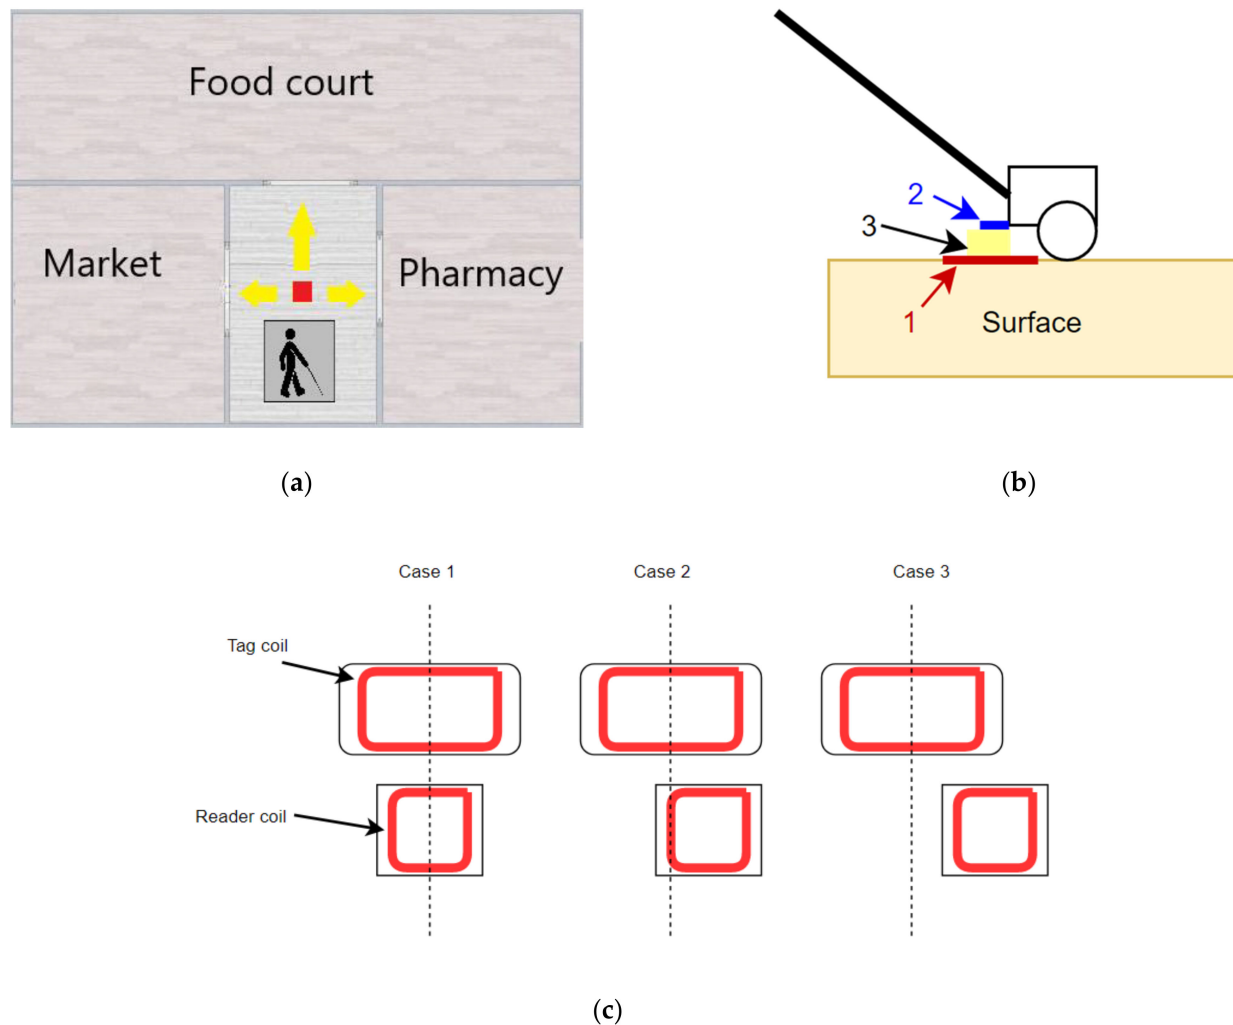 Food court
Market
Pharmacy
2
3
1
Surface
(a)
(b)
Case 1
Case 2
Case 3
Tag coil
Reader coil
(c)